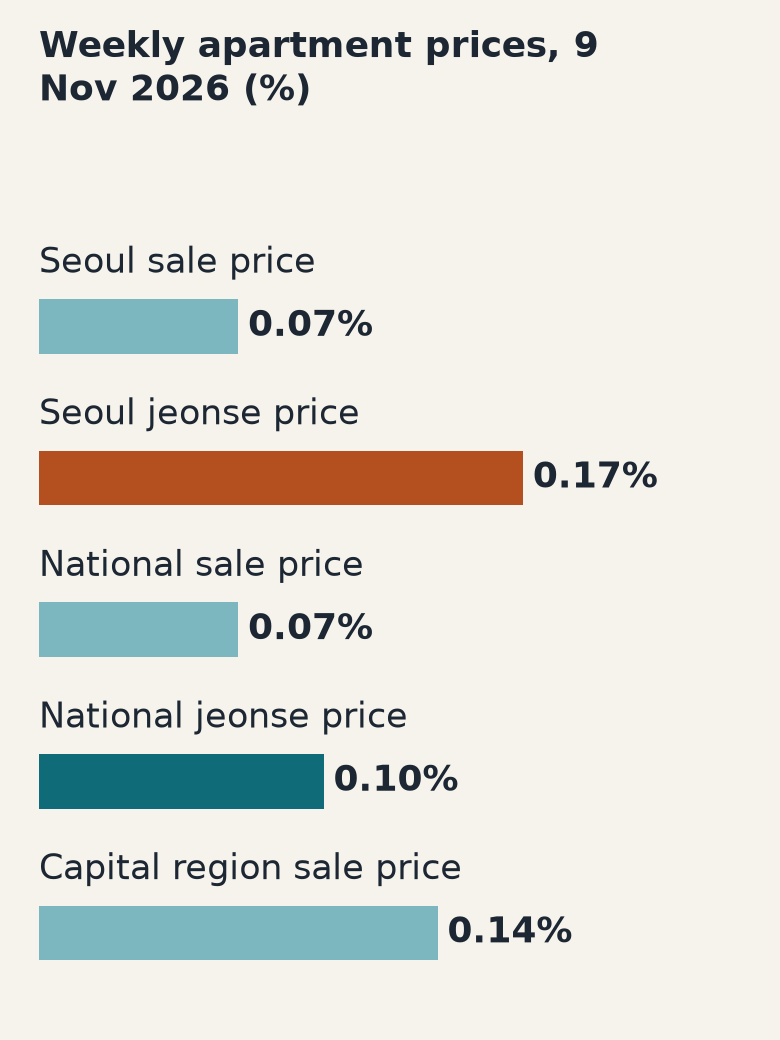 Weekly apartment prices, 9
Nov 2026 (%)
Seoul sale price
0.07%
Seoul jeonse price
0.17%
National sale price
0.07%
National jeonse price
0.10%
Capital region sale price
0.14%